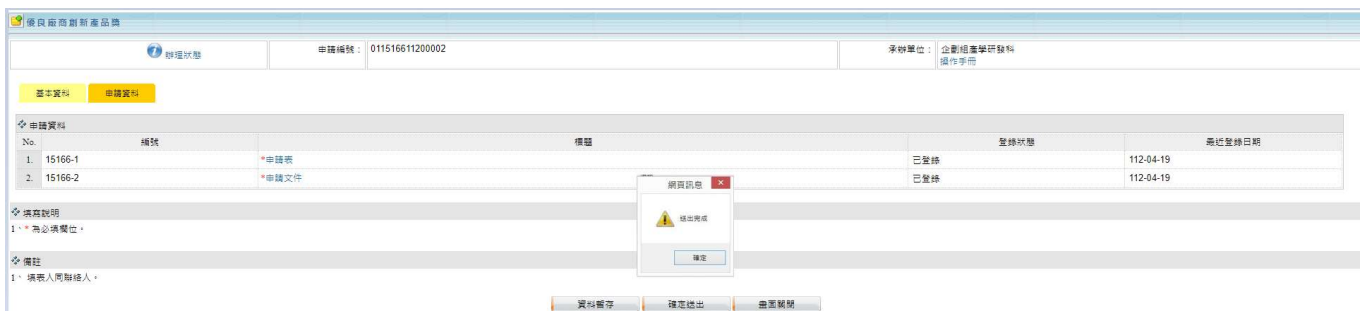 優良廠商創新產品獎
辦理狀態 申請編號： 011516611200002 承辦單位： 企劃組產學研發科
操作手冊
基本資料 申請資料
申請資料
No. 編號 標題 登錄狀態 最近登錄日期
1. 15166-1 *申請表 已登錄 112-04-19
2. 15166-2 *申請文件 已登錄 112-04-19
網頁訊息
送出完成
確定
填寫說明
1、* 為必填欄位。
備註
1、 填表人同聯絡人。
資料暫存 確定送出 畫面關閉